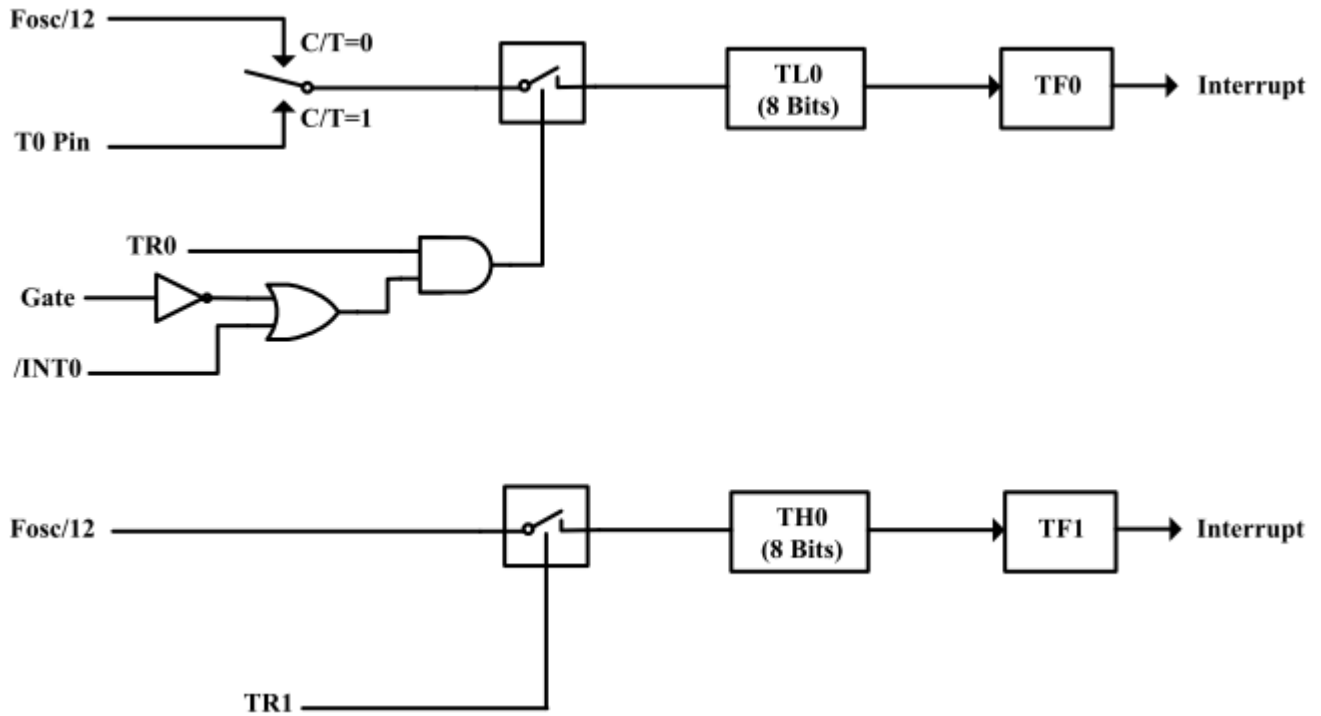 Fosc/12
C/T=0
C/T=1
T0 Pin
TL0
(8 Bits)
TF0
Interrupt
TR0
Gate
/INT0
Fosc/12
TH0
(8 Bits)
TF1
Interrupt
TR1